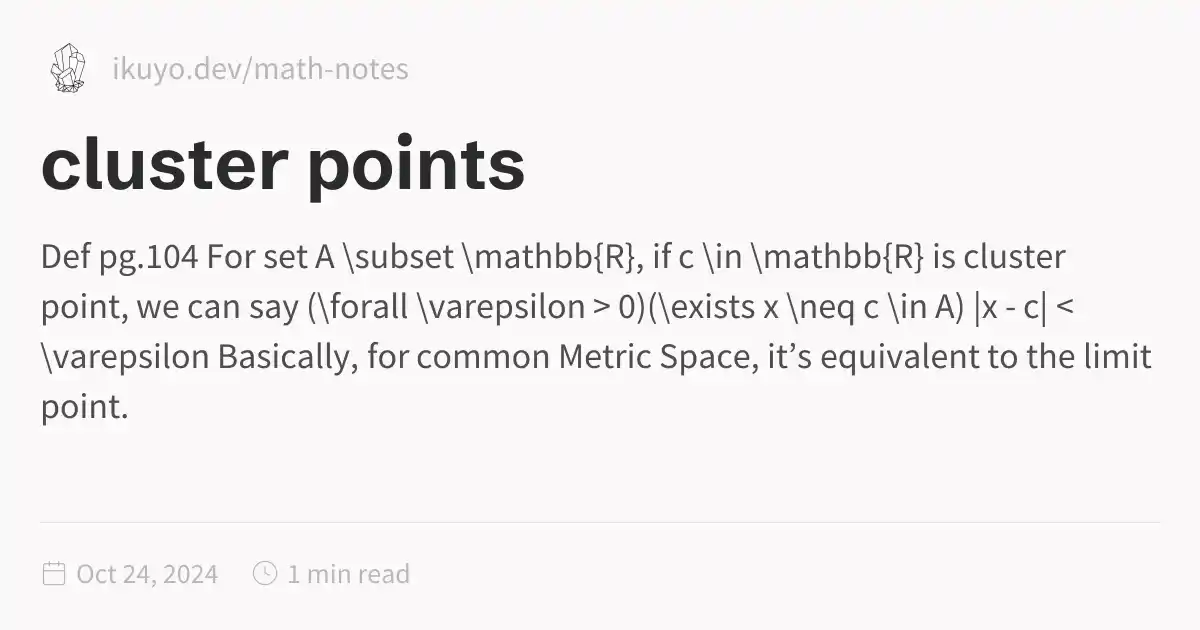 ikuyo.dev/math-notes
cluster points
Def pg.104 For set A \subset \mathbb{R}, if c \in \mathbb{R} is cluster
point, we can say (\forall \varepsilon > 0)(\exists x \neq c \in A) |x - c| <
\varepsilon Basically, for common Metric Space, it’s equivalent to the limit
point.
Oct 24, 2024 1 min read